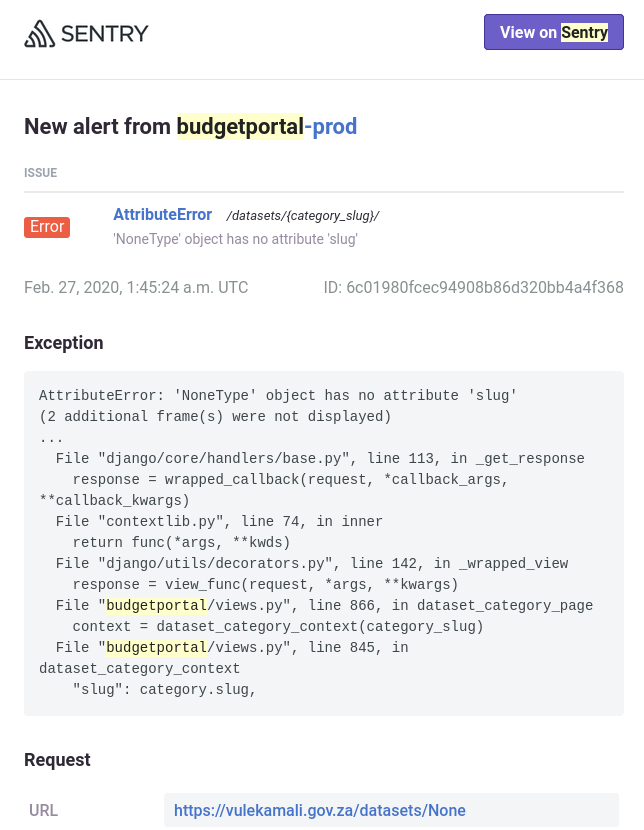 SENTRY
View on Sentry
New alert from budgetportal-prod
ISSUE
Error
AttributeError /datasets/{category_slug}/
'NoneType' object has no attribute 'slug'
Feb. 27, 2020, 1:45:24 a.m. UTC
ID: 6c01980fcec94908b86d320bb4a4f368
Exception
AttributeError: 'NoneType' object has no attribute 'slug'
(2 additional frame(s) were not displayed)
...
  File "django/core/handlers/base.py", line 113, in _get_response
    response = wrapped_callback(request, *callback_args,
**callback_kwargs)
  File "contextlib.py", line 74, in inner
    return func(*args, **kwds)
  File "django/utils/decorators.py", line 142, in _wrapped_view
    response = view_func(request, *args, **kwargs)
  File "budgetportal/views.py", line 866, in dataset_category_page
    context = dataset_category_context(category_slug)
  File "budgetportal/views.py", line 845, in
dataset_category_context
    "slug": category.slug,
Request
URL
https://vulekamali.gov.za/datasets/None